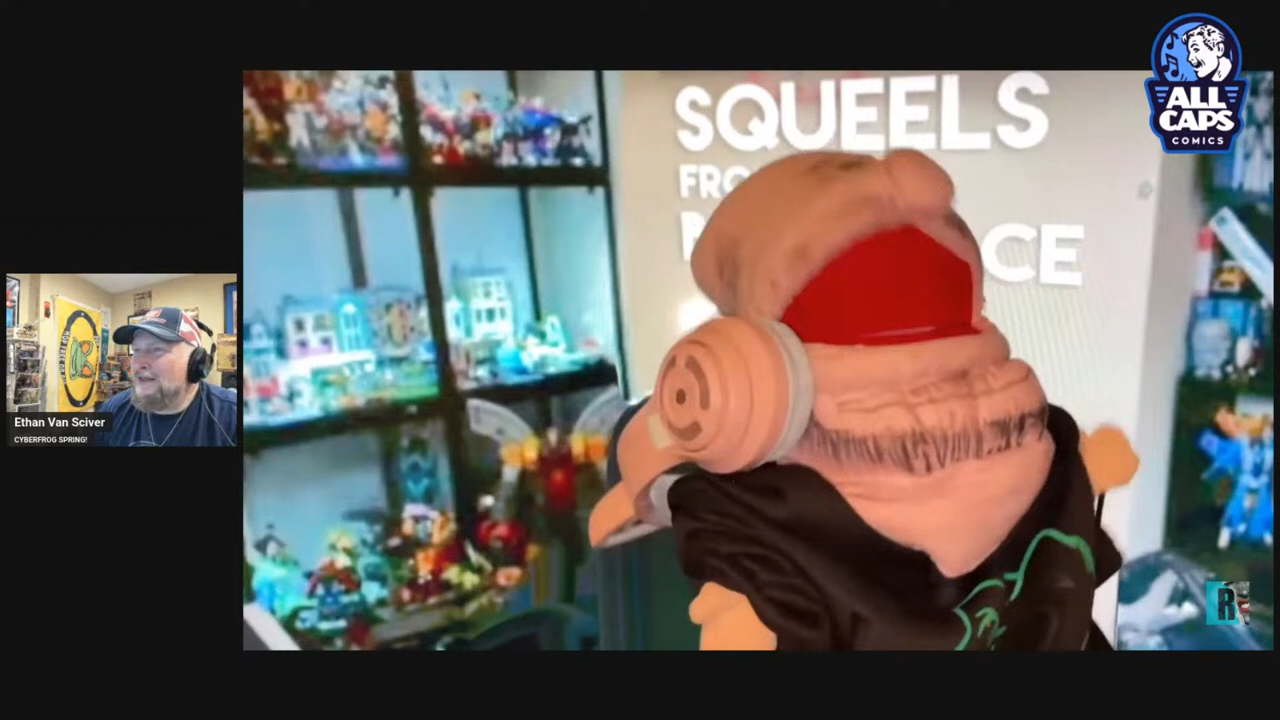 SQUEELS
FRO
CE
ALL
CAPS
COMICS
Ethan Van Sciver
CYBERFROG SPRING!
R